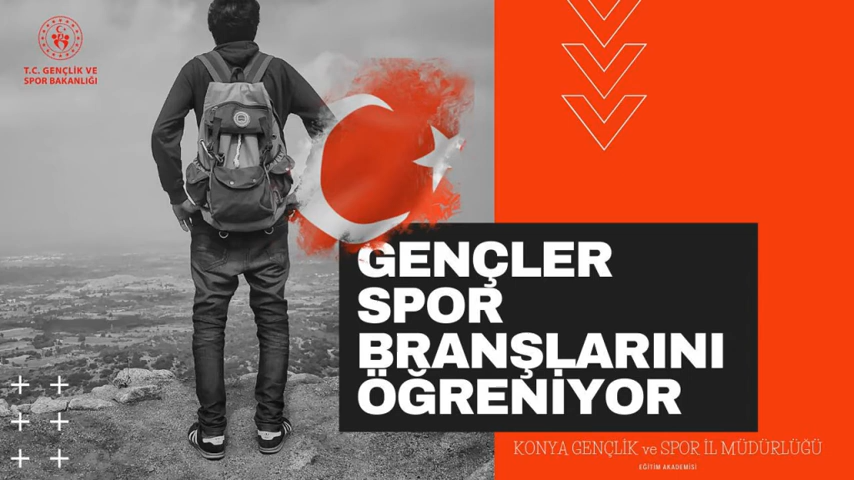 T.C. GENÇLİK VE
SPOR BAKANLIĞI
GENÇLER
SPOR
BRANŞLARINI
ÖĞRENİYOR
KONYA GENÇLİK ve SPOR İL MÜDÜRLÜĞÜ
EĞİTİM AKADEMİSİ